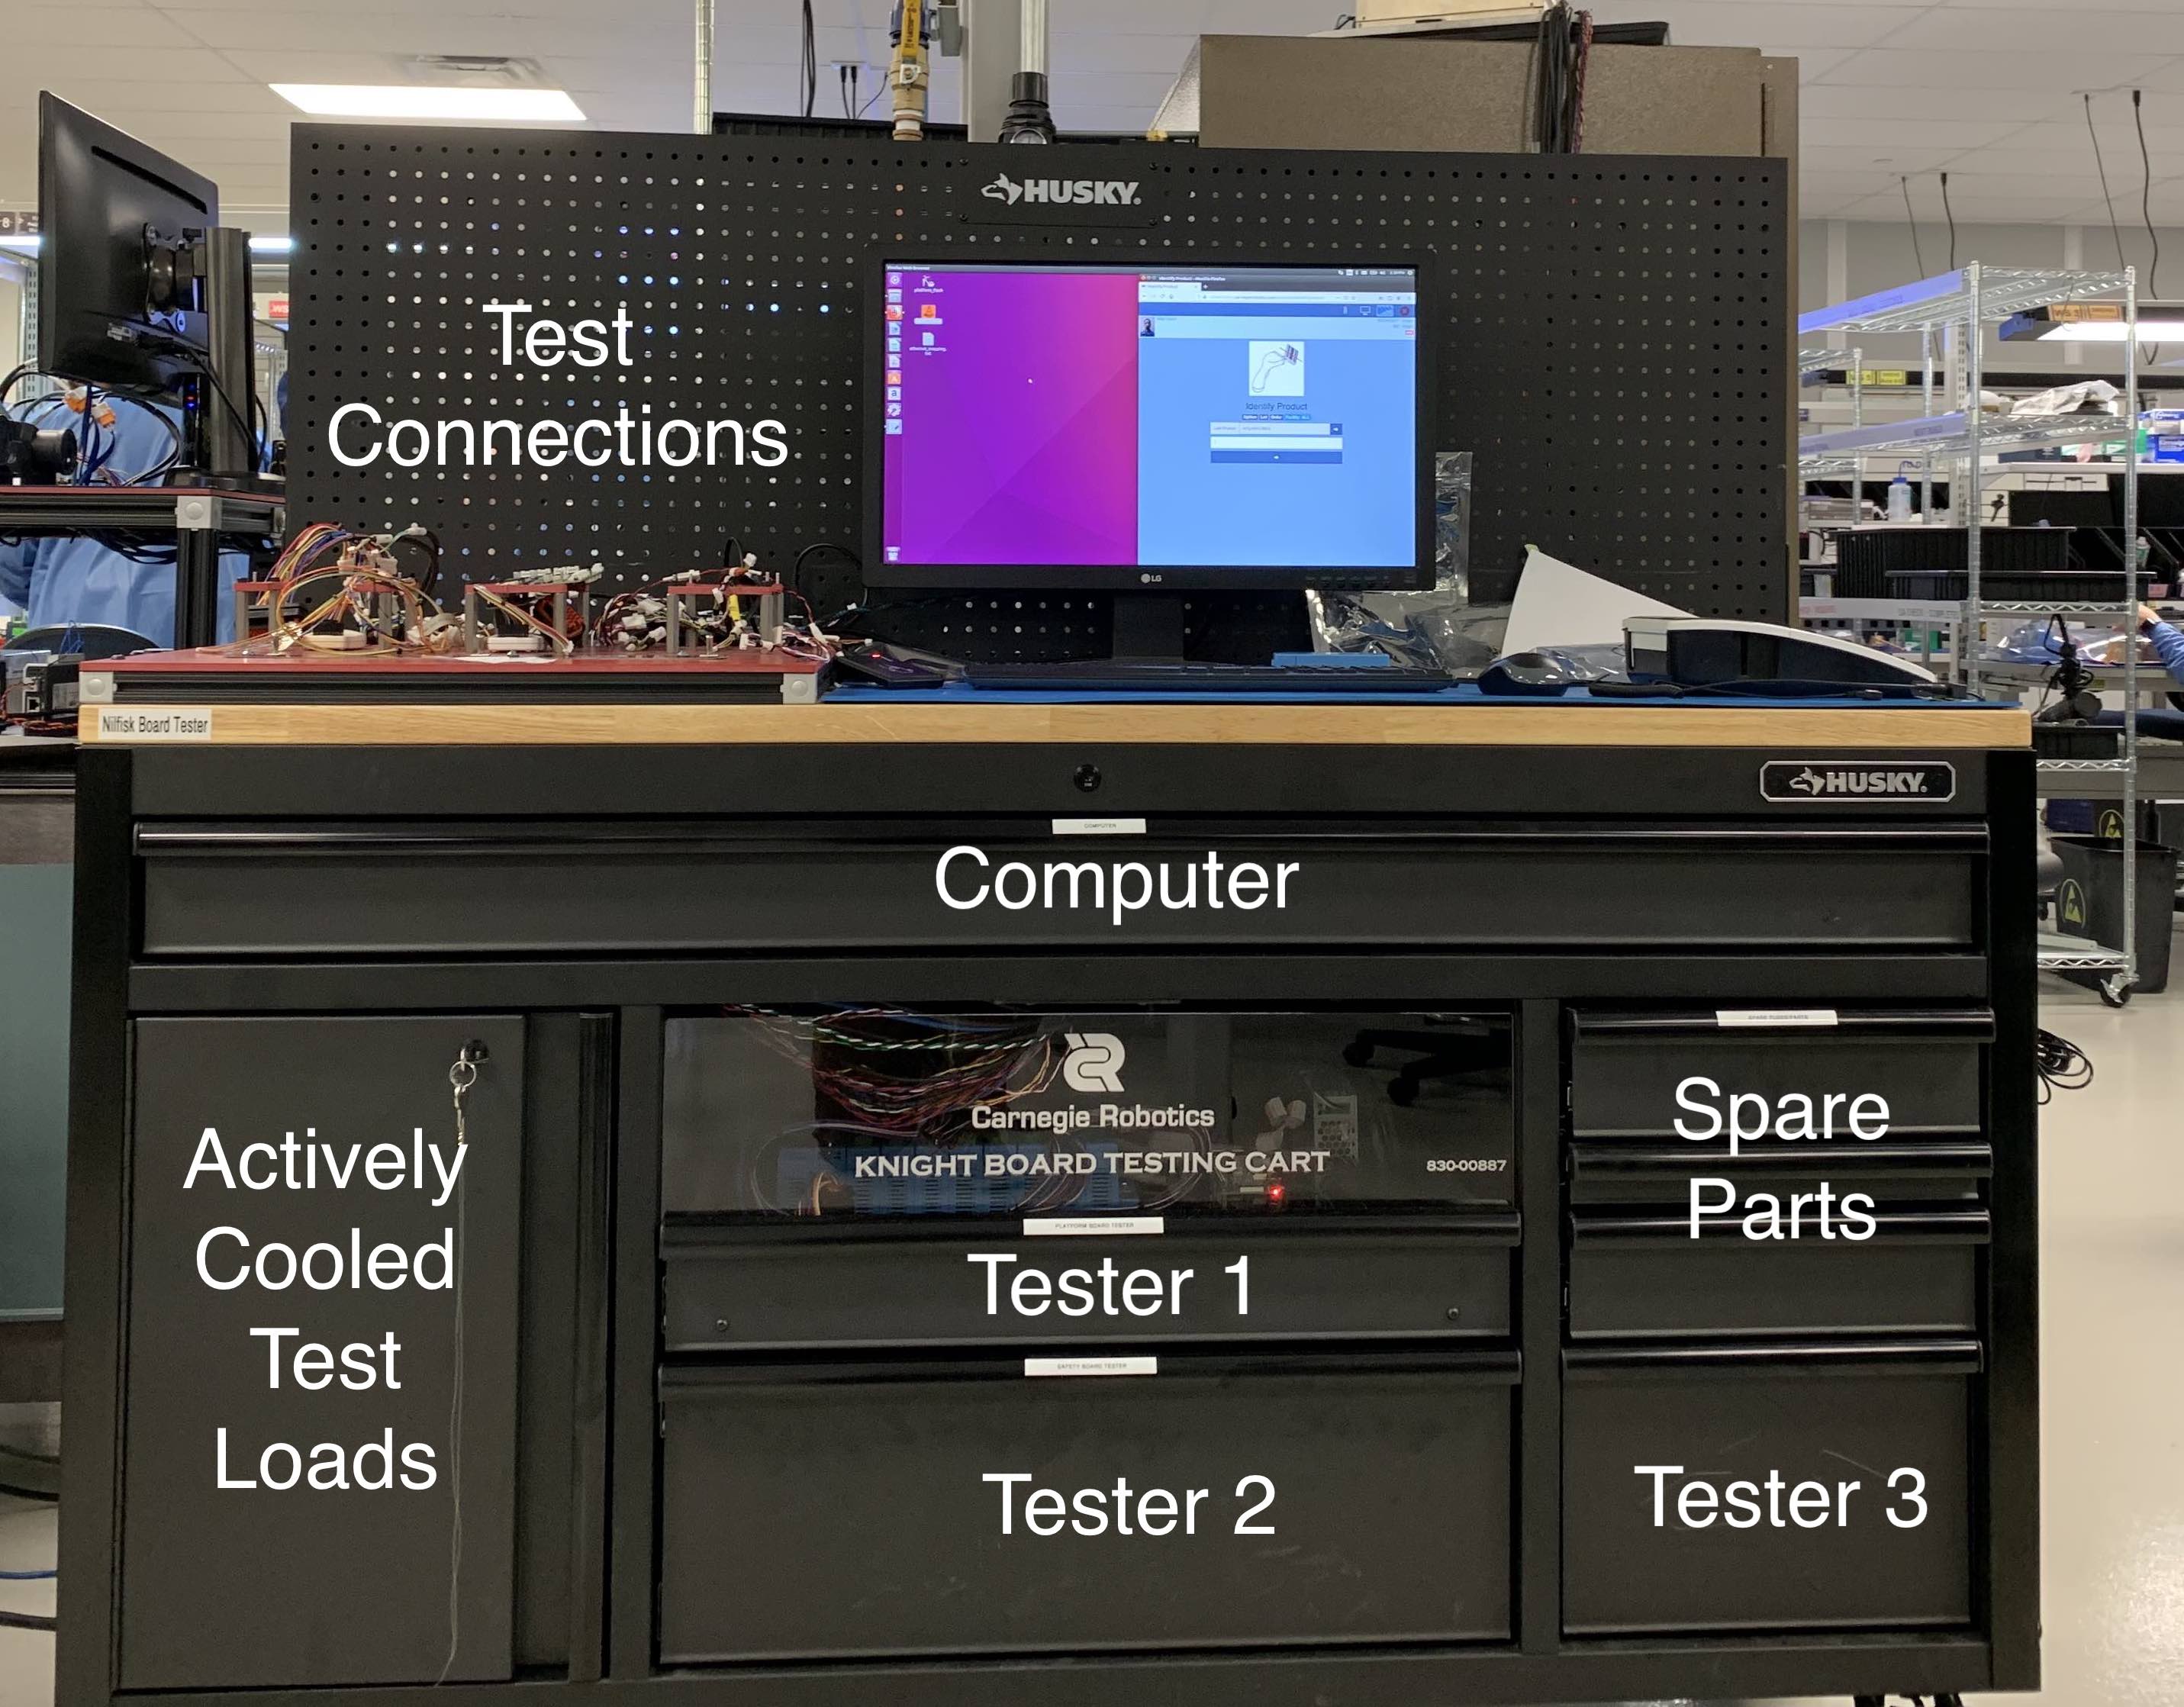 HUSKY
Test
Connections
Identify Product
LG
Nilfisk Board Tester
HUSKY
COMPUTER
Computer
Carnegie Robotics
KNIGHT BOARD TESTING CART
830-00887
Actively
Cooled
Test
Loads
PLATFORM BOARD TESTER
Tester 1
SAFETY BOARD TESTER
Tester 2
Spare
Parts
Tester 3